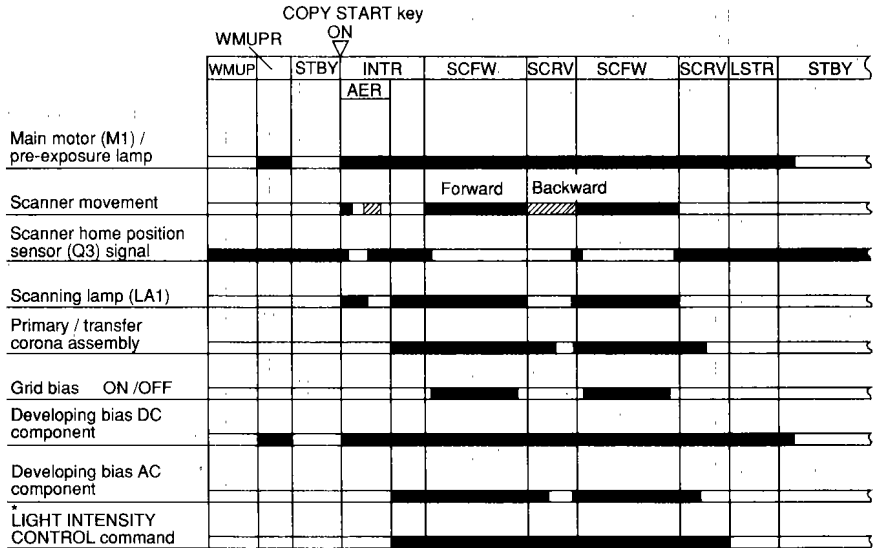 COPY START key
ON
WMUPR
WMUP STBY INTR SCFW SCRV SCFW SCRV LSTR STBY
AER
Main motor (M1) /
pre-exposure lamp
Forward Backward
Scanner movement
Scanner home position
sensor (Q3) signal
Scanning lamp (LA1)
Primary / transfer
corona assembly
Grid bias ON /OFF
Developing bias DC
component
Developing bias AC
component
*
LIGHT INTENSITY
CONTROL command